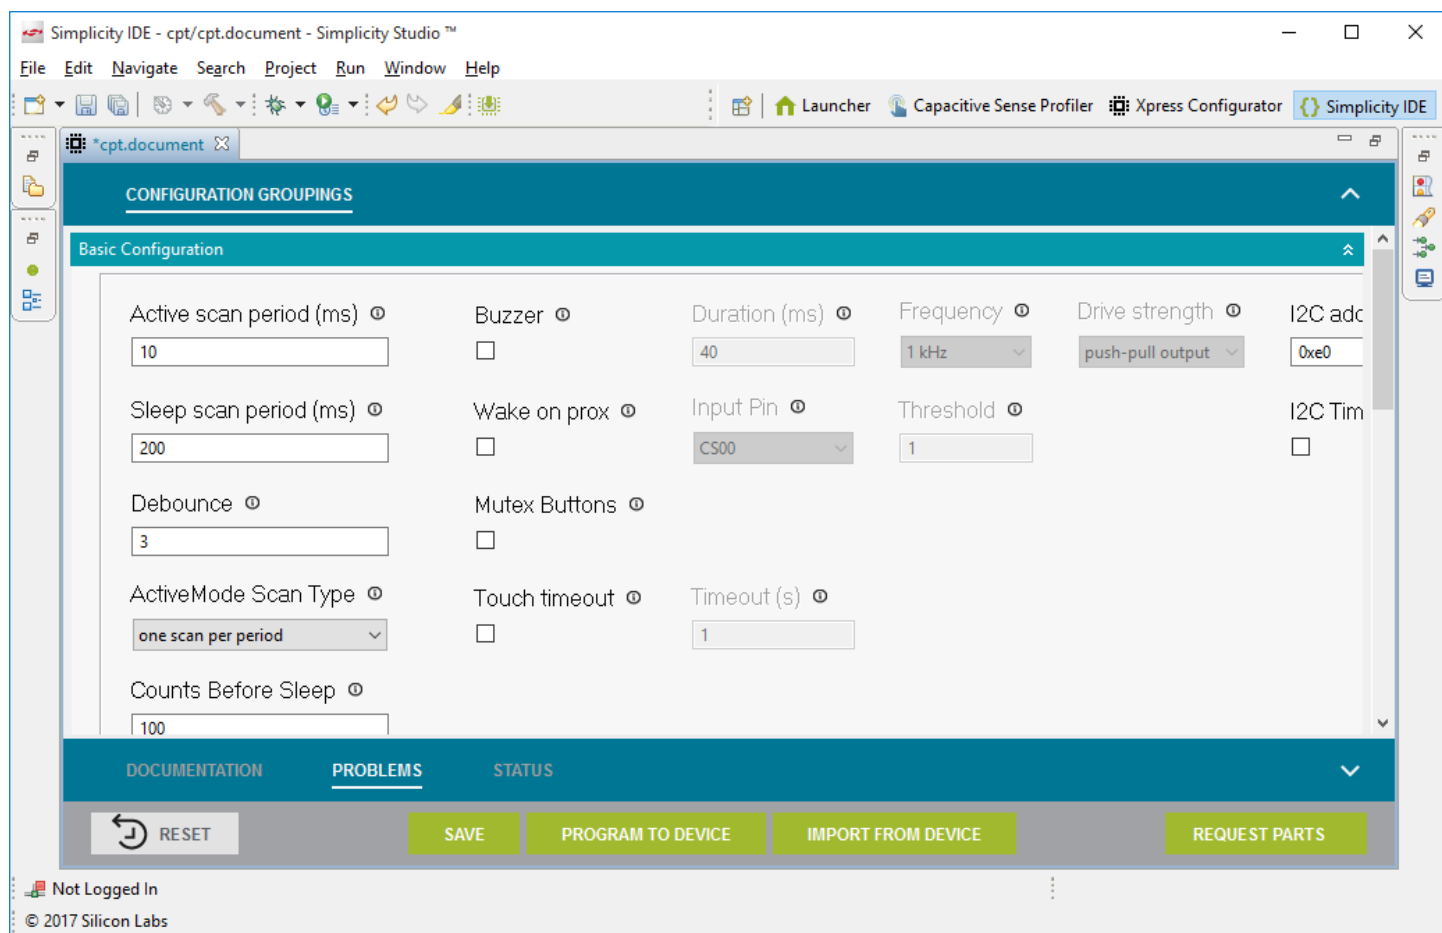 Simplicity IDE - cpt/cpt.document - Simplicity Studio ™
File Edit Navigate Search Project Run Window Help
Launcher Capacitive Sense Profiler Xpress Configurator {} Simplicity IDE
*cpt.document
CONFIGURATION GROUPINGS
Basic Configuration
Active scan period (ms) Buzzer Duration (ms) Frequency Drive strength I2C add
10 40 1 kHz push-pull output 0xe0
Sleep scan period (ms) Wake on prox Input Pin Threshold I2C Tim
200 CS00 1
Debounce Mutex Buttons
3
ActiveMode Scan Type Touch timeout Timeout (s)
one scan per period 1
Counts Before Sleep
100
DOCUMENTATION PROBLEMS STATUS
RESET SAVE PROGRAM TO DEVICE IMPORT FROM DEVICE REQUEST PARTS
Not Logged In
© 2017 Silicon Labs